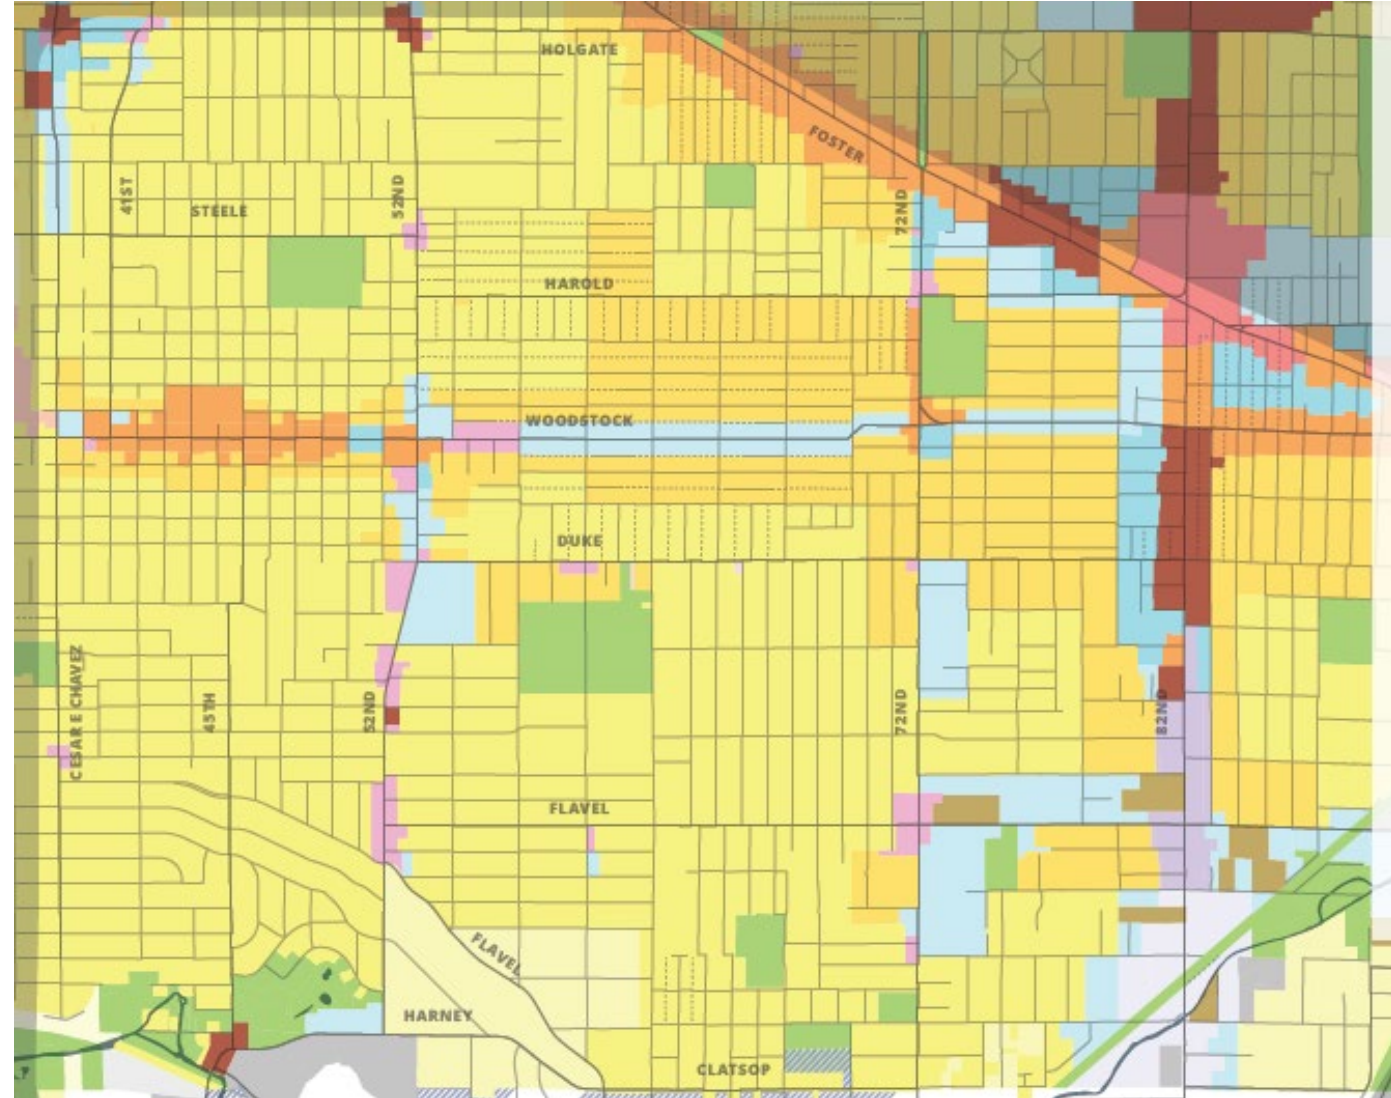 HOLGATE
FOSTER
41ST
52ND
72ND
STEELE
HAROLD
WOODSTOCK
DUKE
CESAR E CHAVEZ
45TH
52ND
72ND
82ND
FLAVEL
FLAVEL
HARNEY
CLATSOP